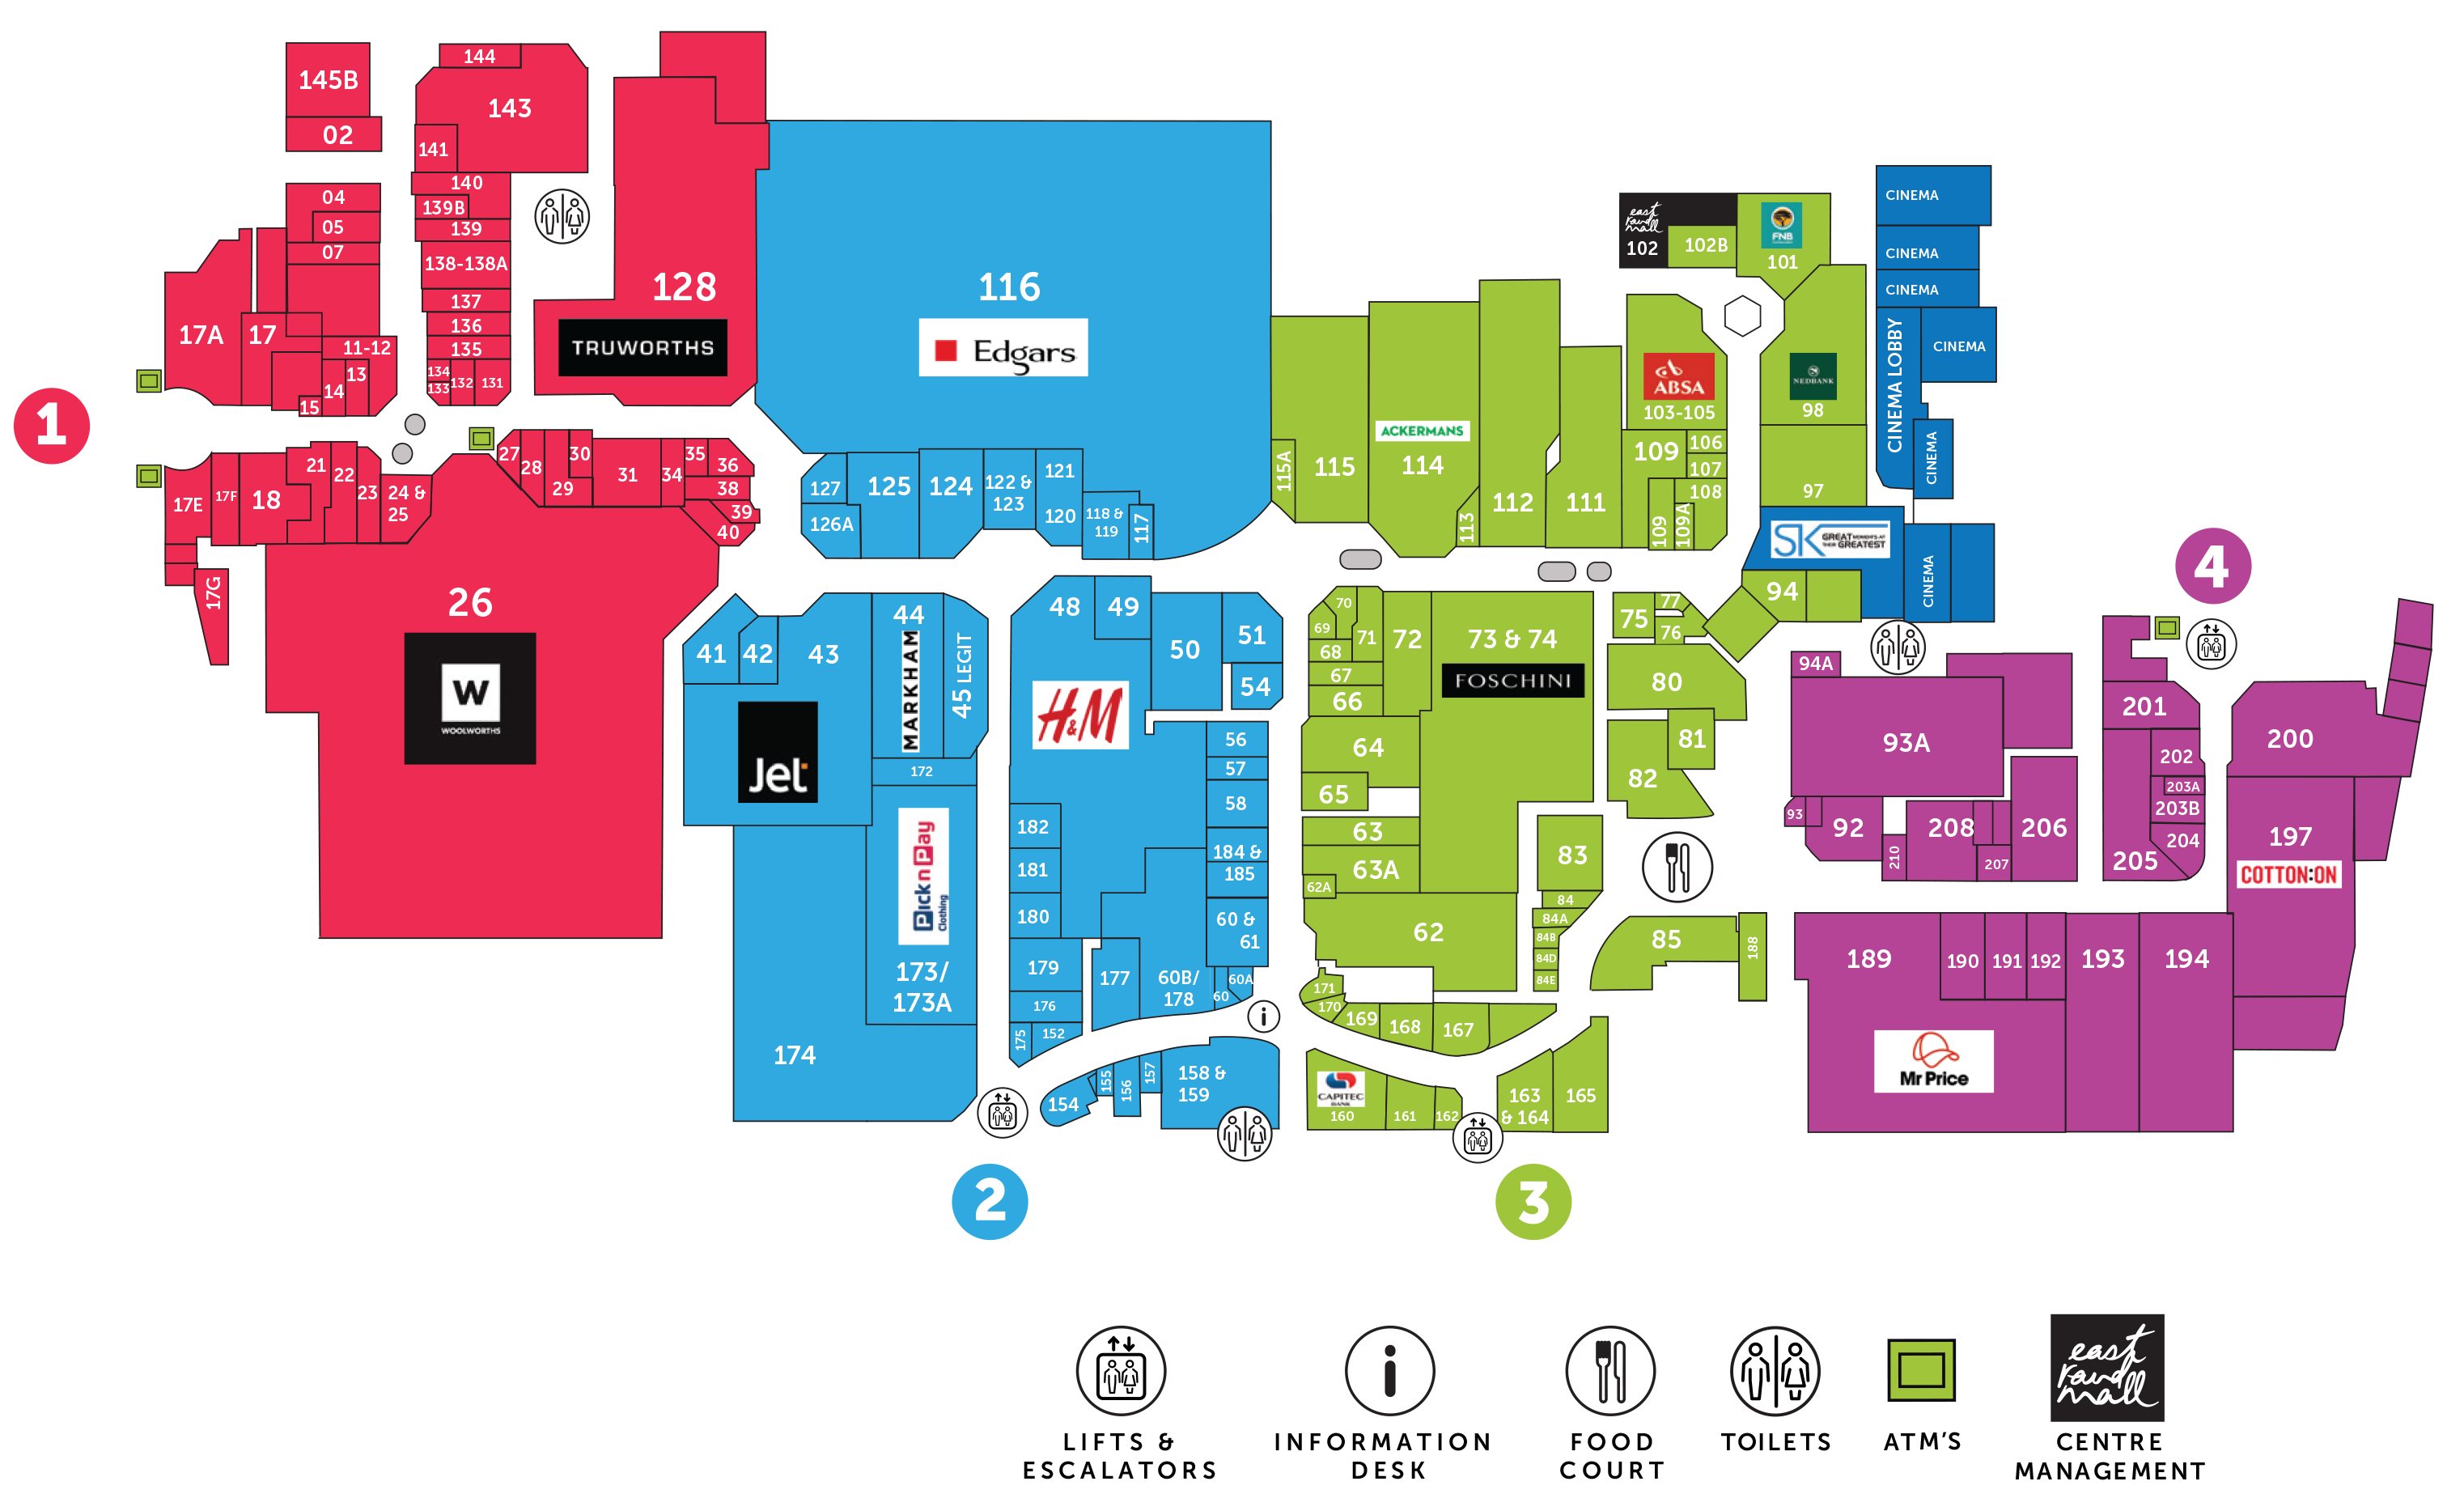 144
145B
143
02
141
140
04
139B
05
139
07
138-138A
137
136
17A
17
11-12
135
134
13
133
132
131
14
15
1
128
TRUWORTHS
116
Edgars
27
30
28
29
31
34
35
36
38
39
40
21
22
17E
17F
18
23
24 &
25
17G
26
W
WOOLWORTHS
127
126A
125
124
122 &
123
121
120
118 &
119
117
115A
115
ACKERMANS
114
113
112
111
east
rand
mall
102
102B
FNB
101
ABSA
103-105
109
106
107
108
109
109A
NEDBANK
98
97
CINEMA
CINEMA
CINEMA
CINEMA LOBBY
CINEMA
CINEMA
SK GREAT MOMENTS AT
THEIR GREATEST
CINEMA
94
41
42
43
Jet
44
MARKHAM
45 LEGIT
172
PicknPay
Clothing
173/
173A
174
48
49
50
51
54
H&M
56
57
58
184 &
185
60 &
61
182
181
180
179
177
60B/
178
60
60A
176
175
152
154
155
156
157
158 &
159
2
70
69
71
72
68
67
66
73 & 74
FOSCHINI
64
65
63
63A
62A
62
171
170
169
168
167
CAPITEC
BANK
160
161
162
163
& 164
165
3
75
77
76
80
81
82
83
84
84A
84B
84D
84E
85
188
4
94A
93A
93
92
210
208
207
206
201
202
203A
203B
204
205
200
197
COTTON:ON
189
190
191
192
193
194
Mr Price
LIFTS &
ESCALATORS
INFORMATION
DESK
FOOD
COURT
TOILETS
ATM'S
east
rand
mall
CENTRE
MANAGEMENT